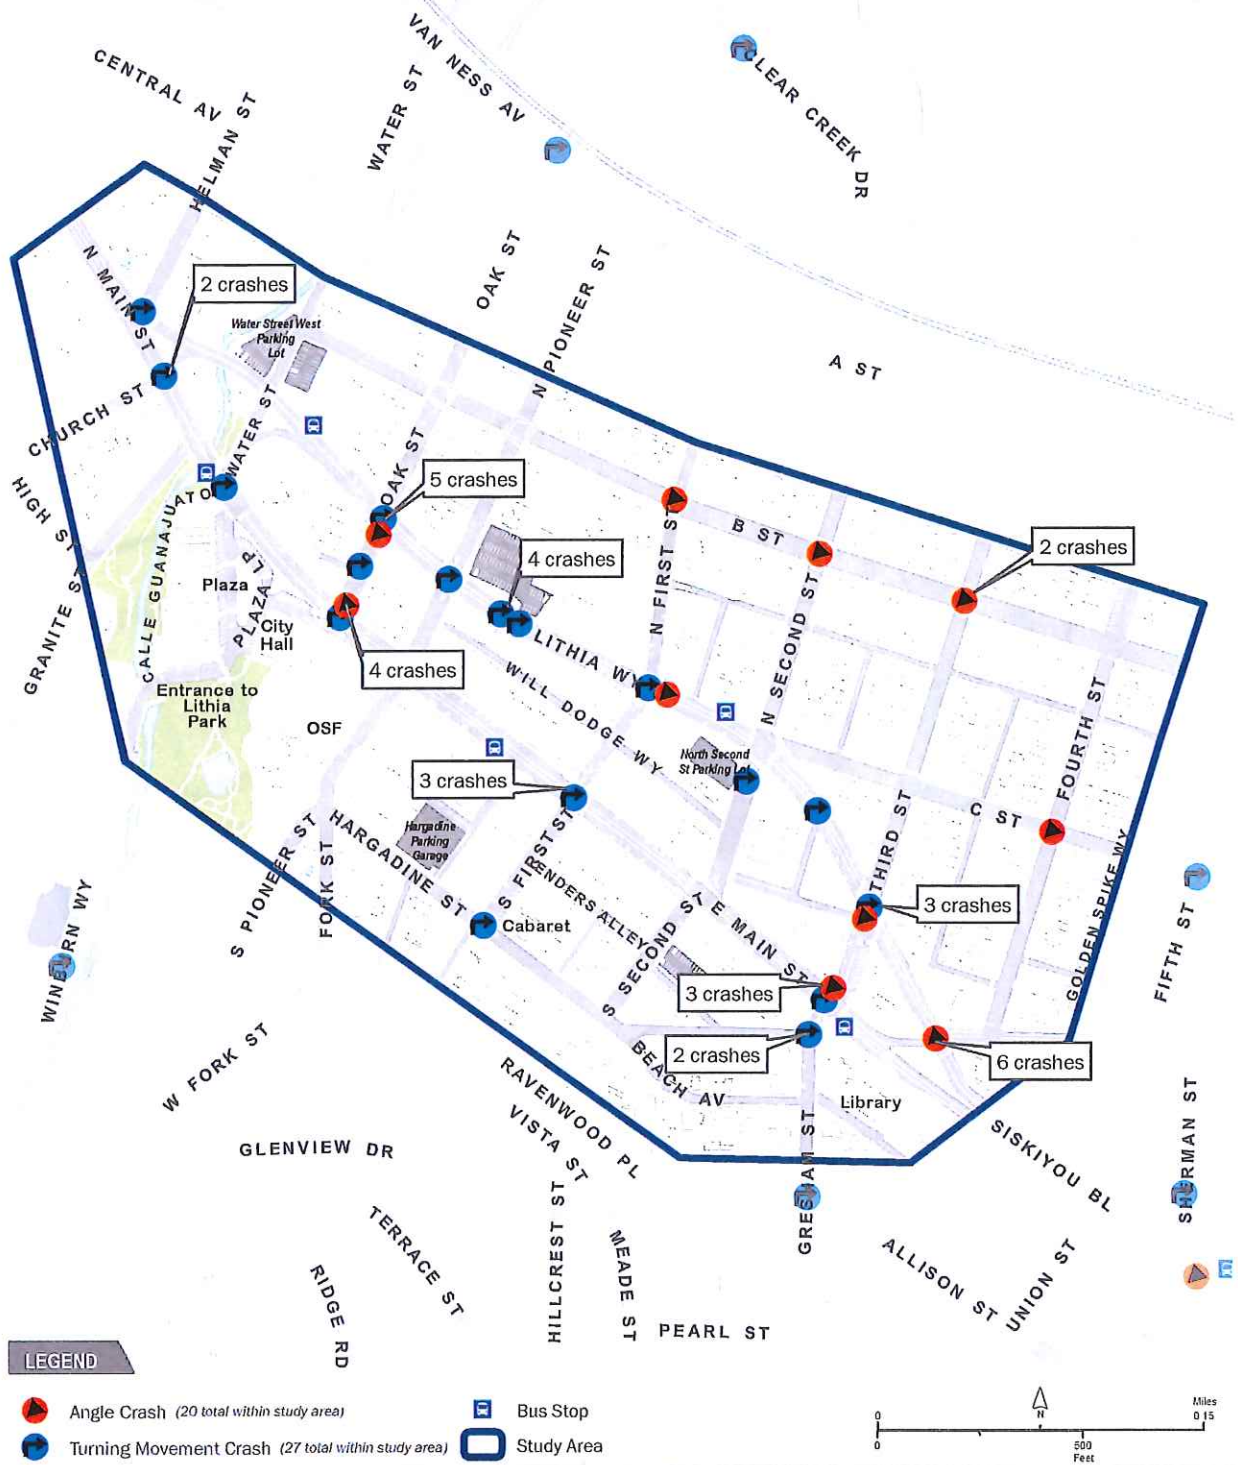 CENTRAL AV
HELMAN ST
WATER ST
VAN NESS AV
CLEAR CREEK DR
OAK ST
N PIONEER ST
A ST
N MAIN ST
2 crashes
Water Street West
Parking
Lot
CHURCH ST
WATER ST
HIGH ST
OAK ST
5 crashes
B ST
2 crashes
4 crashes
CALLE GUANAJUATO
Plaza
PLAZA LP
City
Hall
N FIRST ST
N SECOND ST
GRANITE ST
4 crashes
LITHIA WY
WILL DODGE WY
Entrance to
Lithia
Park
OSF
FOURTH ST
North Second
St Parking Lot
3 crashes
C ST
THIRD ST
HARGADINE ST
Hargadine
Parking
Garage
S FIRST ST
ENDERS ALLEY
S PIONEER ST
FORK ST
Cabaret
S SECOND ST
E MAIN ST
3 crashes
GOLDEN SPIKE WY
WINBURN WY
FIFTH ST
3 crashes
2 crashes
6 crashes
BEACH AV
W FORK ST
RAVENWOOD PL
VISTA ST
Library
GRESHAM ST
SISKIYOU BL
SHERMAN ST
GLENVIEW DR
TERRACE ST
HILLCREST ST
MEADE ST
ALLISON ST
UNION ST
RIDGE RD
PEARL ST
LEGEND
Angle Crash (20 total within study area)
Turning Movement Crash (27 total within study area)
Bus Stop
Study Area
N
Miles
0 0.15
0 500
Feet